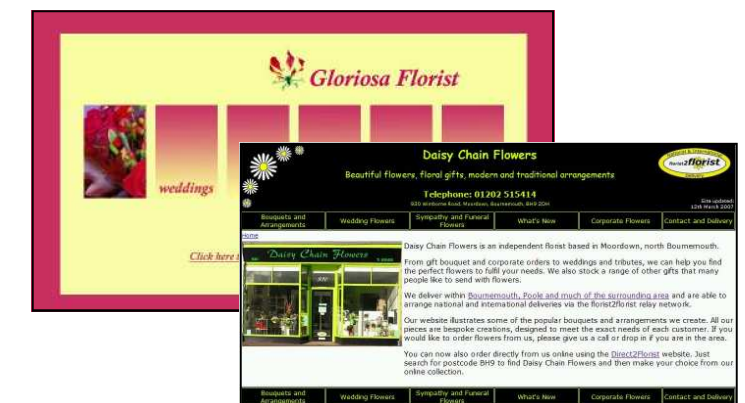 Gloriosa Florist
weddings
Click here
Daisy Chain Flowers
Beautiful flowers, floral gifts, modern and traditional arrangements
Telephone: 01202 515414
820 Wimborne Road, Moordown, Bournemouth, BH9 2DH
National & International
florist2florist
Delivery
Site updated:
12th March 2007
Bouquets and
Arrangements
Wedding Flowers
Sympathy and Funeral
Flowers
What's New
Corporate Flowers
Contact and Delivery
Home
Daisy Chain Flowers
Daisy Chain Flowers is an independent florist based in Moordown, north Bournemouth.
From gift bouquet and corporate orders to weddings and tributes, we can help you find
the perfect flowers to fulfil your needs. We also stock a range of other gifts that many
people like to send with flowers.
We deliver within Bournemouth, Poole and much of the surrounding area and are able to
arrange national and international deliveries via the florist2florist relay network.
Our website illustrates some of the popular bouquets and arrangements we create. All our
pieces are bespoke creations, designed to meet the exact needs of each customer. If you
would like to order flowers from us, please give us a call or drop in if you are in the area.
You can now also order directly from us online using the Direct2Florist website. Just
search for postcode BH9 to find Daisy Chain Flowers and then make your choice from our
online collection.
Bouquets and
Arrangements
Wedding Flowers
Sympathy and Funeral
Flowers
What's New
Corporate Flowers
Contact and Delivery